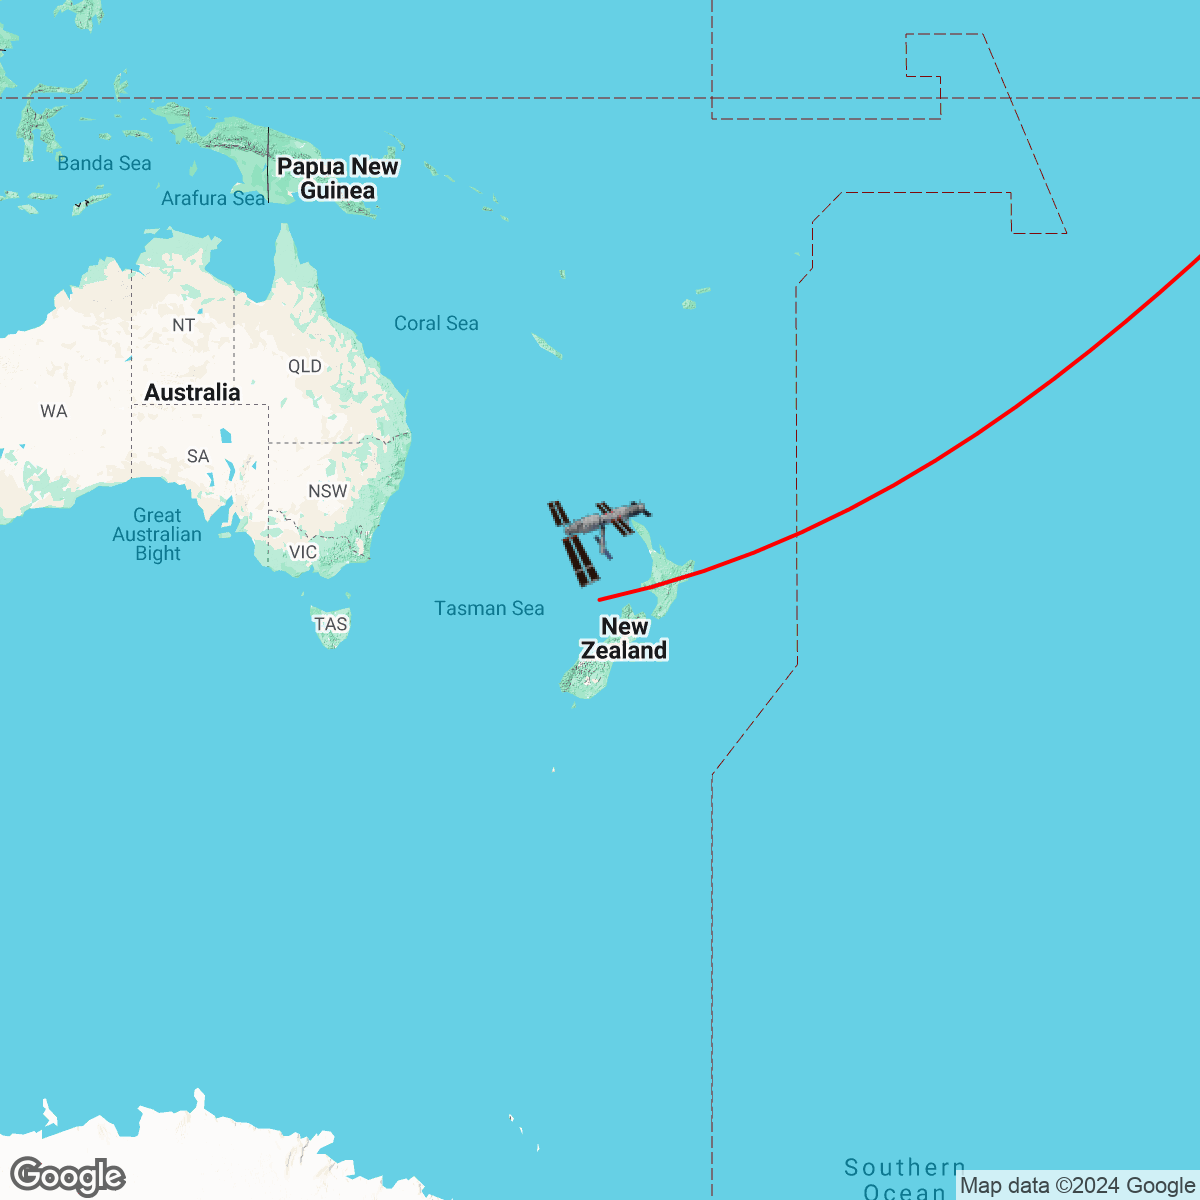 Banda Sea
Papua New
Guinea
Arafura Sea
NT
Coral Sea
QLD
Australia
WA
SA
NSW
Great
Australian
Bight
VIC
Tasman Sea
TAS
New
Zealand
Southern
Ocean
Google
Map data ©2024 Google